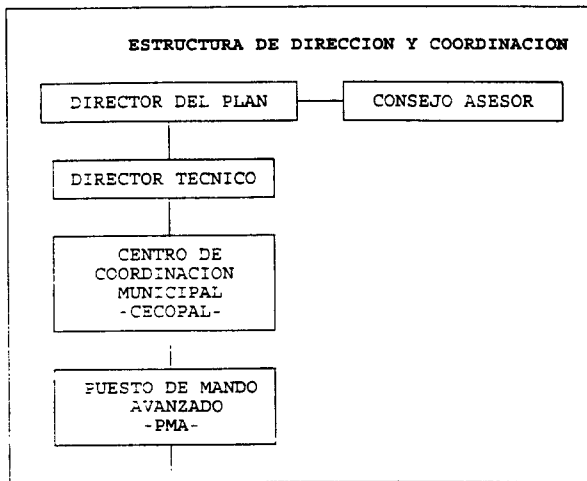 ESTRUCTURA DE DIRECCION Y COORDINACION
DIRECTOR DEL PLAN
CONSEJO ASESOR
DIRECTOR TECNICO
CENTRO DE
COORDINACION
MUNICIPAL
-CECOPAL-
PUESTO DE MANDO
AVANZADO
-PMA-